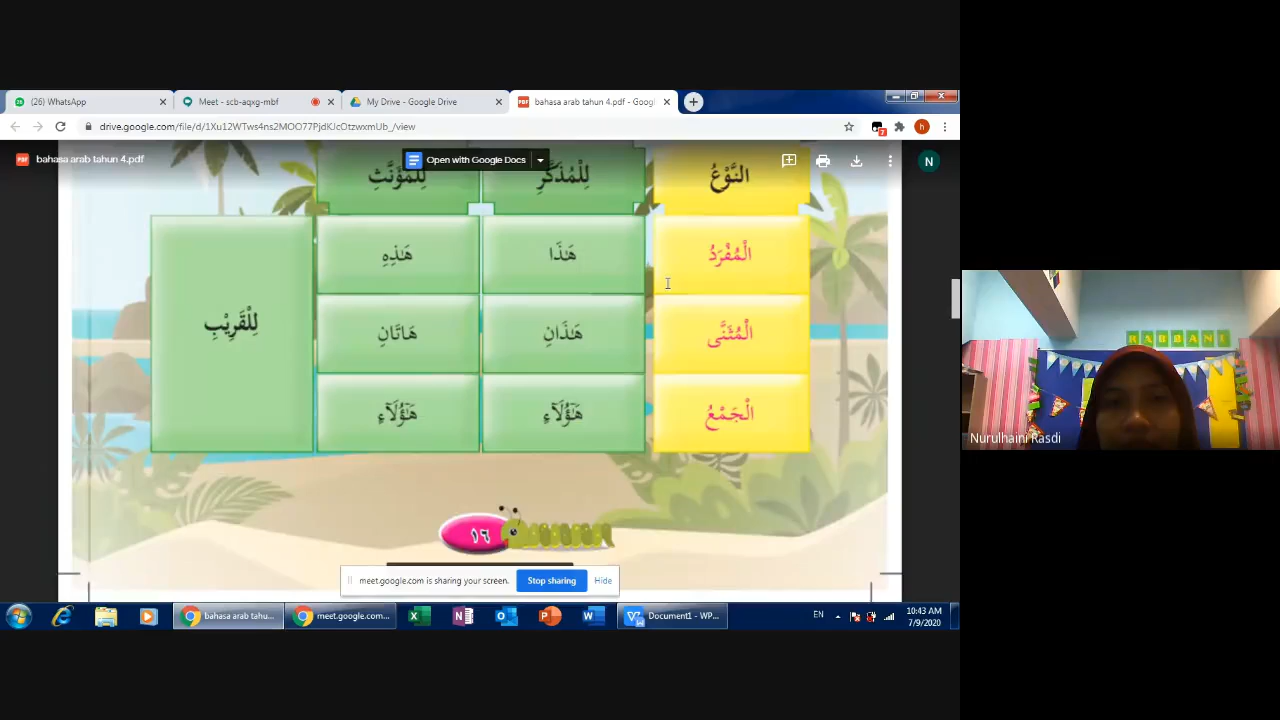 (26) WhatsApp
Meet - scb-aqxg-mbf
My Drive - Google Drive
bahasa arab tahun 4.pdf - Googl
drive.google.com/file/d/1Xu12WTws4ns2MOO77PjdKJcOtzwxmUb_/view
bahasa arab tahun 4.pdf
Open with Google Docs
N
النَّوْعُ لِلْمُذَكَّرِ لِلْمُؤَنَّثِ
الْمُفْرَدُ هَٰذَا هَٰذِهِ
لِلْقَرِيْبِ
الْمُثَنَّى هَٰذَانِ هَاتَانِ
الْجَمْعُ هَٰؤُلَآءِ هَٰؤُلَآءِ
١٦
meet.google.com is sharing your screen.
Stop sharing
Hide
bahasa arab tahu...
meet.google.com...
Document1 - WP...
EN
10:43 AM
7/9/2020
RABBANI
Nurulhaini Rasdi